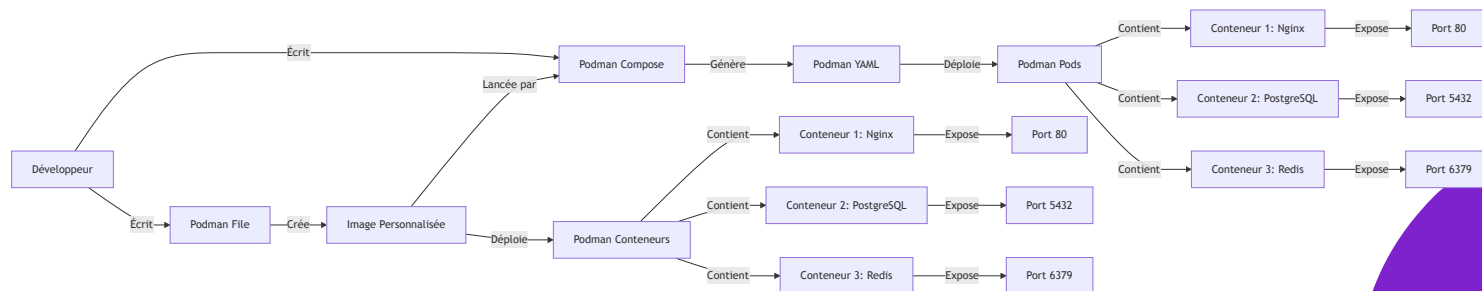 Contient
Conteneur 1: Nginx
Expose
Port 80
Écrit
Podman Compose
Génère
Podman YAML
Déploie
Podman Pods
Lancée par
Contient
Conteneur 2: PostgreSQL
Expose
Port 5432
Contient
Conteneur 1: Nginx
Expose
Port 80
Développeur
Contient
Conteneur 3: Redis
Expose
Port 6379
Contient
Conteneur 2: PostgreSQL
Expose
Port 5432
Écrit
Podman File
Crée
Image Personnalisée
Déploie
Podman Conteneurs
Contient
Conteneur 3: Redis
Expose
Port 6379